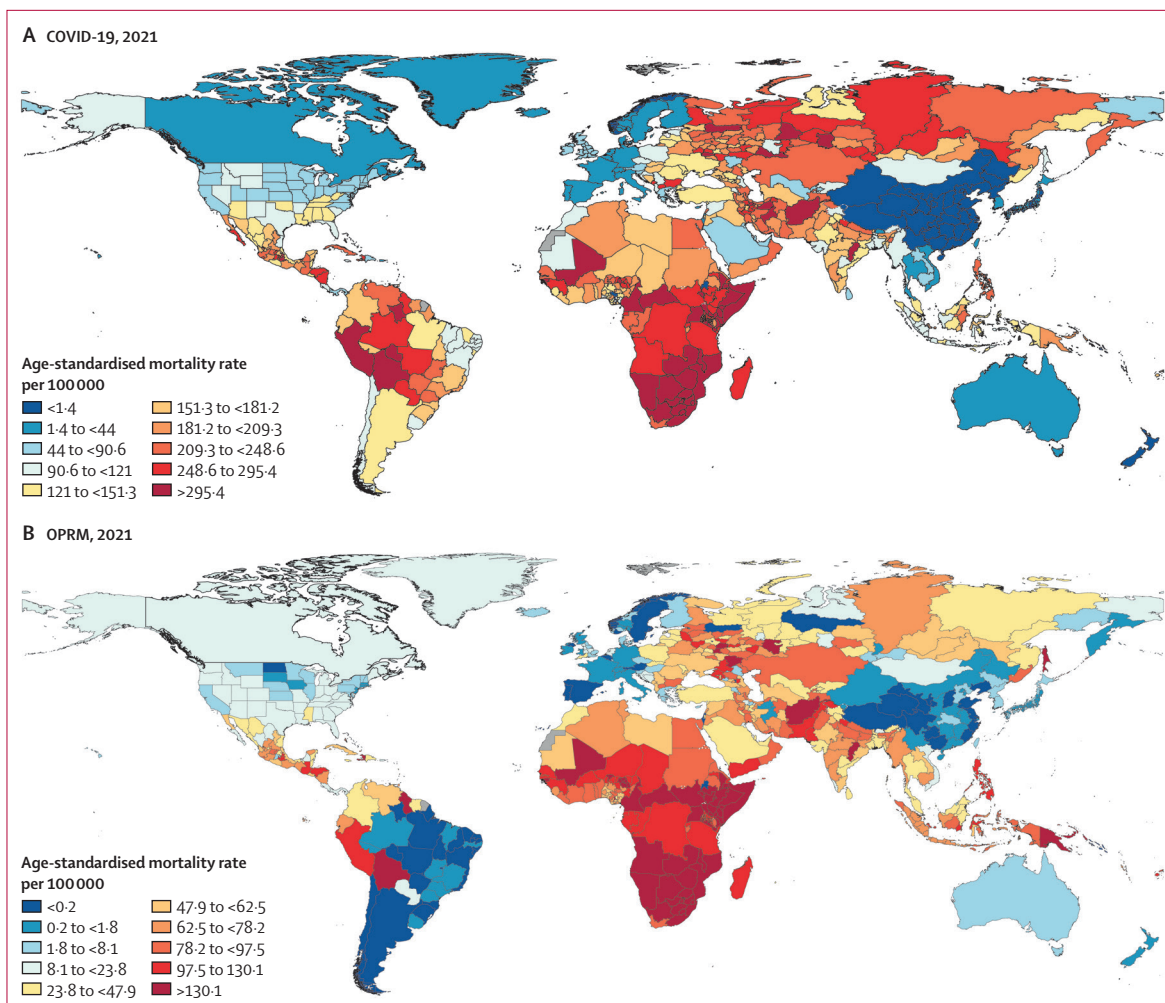 A COVID-19, 2021
Age-standardised mortality rate
per 100 000
<1·4
1·4 to <44
44 to <90·6
90·6 to <121
121 to <151·3
151·3 to <181·2
181·2 to <209·3
209·3 to <248·6
248·6 to 295·4
>295·4
B OPRM, 2021
Age-standardised mortality rate
per 100 000
<0·2
0·2 to <1·8
1·8 to <8·1
8·1 to <23·8
23·8 to <47·9
47·9 to <62·5
62·5 to <78·2
78·2 to <97·5
97·5 to 130·1
>130·1